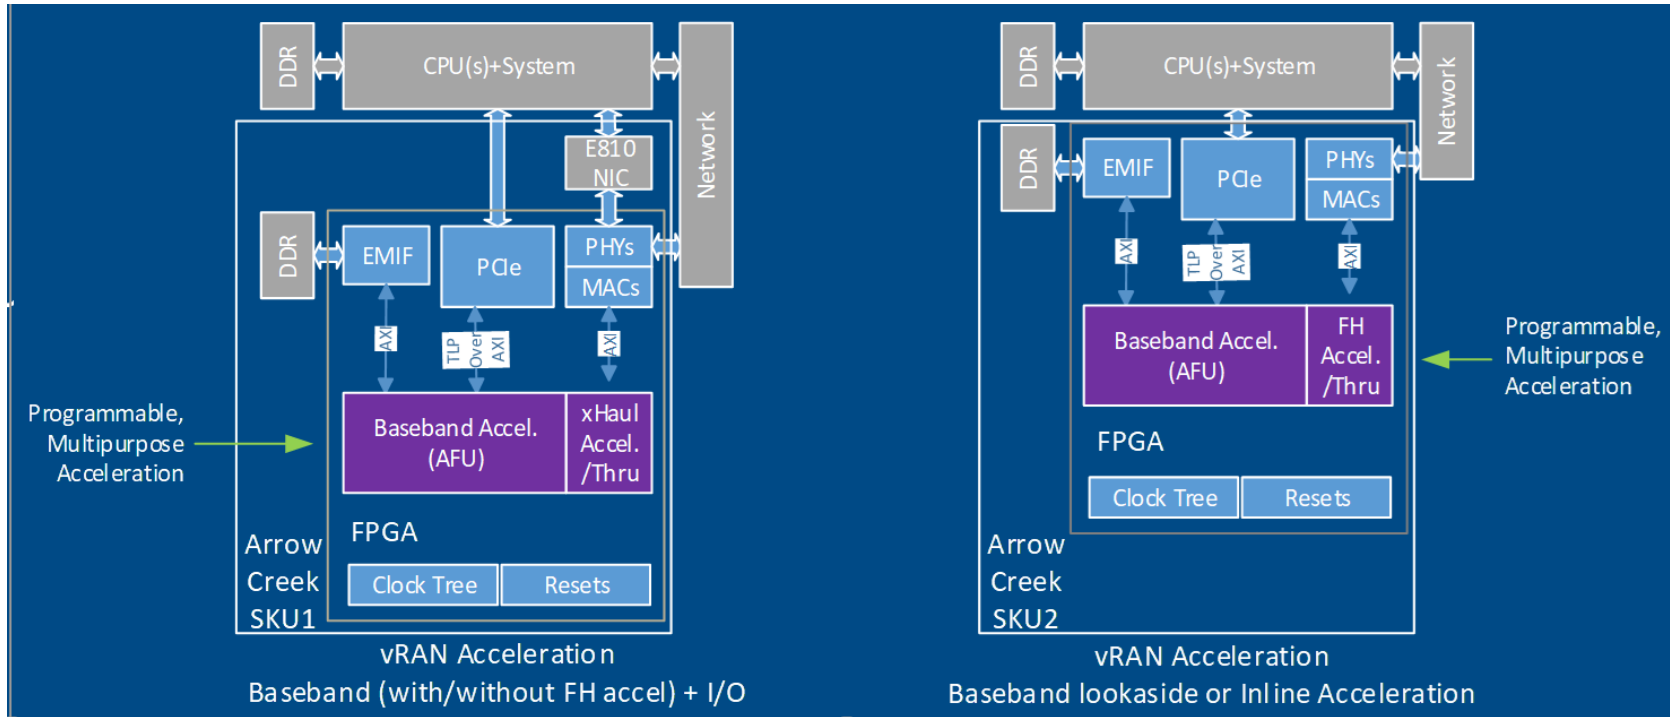 DDR
CPU(s)+System
Network
E810
NIC
DDR
EMIF
PCIe
PHYs
MACs
AXI
TLP
Over
AXI
AXI
Programmable,
Multipurpose
Acceleration
Baseband Accel.
(AFU)
xHaul
Accel.
/Thru
FPGA
Clock Tree
Resets
Arrow
Creek
SKU1
vRAN Acceleration
Baseband (with/without FH accel) + I/O
DDR
CPU(s)+System
Network
DDR
EMIF
PCIe
PHYs
MACs
AXI
TLP
Over
AXI
AXI
Baseband Accel.
(AFU)
FH
Accel.
/Thru
Programmable,
Multipurpose
Acceleration
FPGA
Clock Tree
Resets
Arrow
Creek
SKU2
vRAN Acceleration
Baseband lookaside or Inline Acceleration